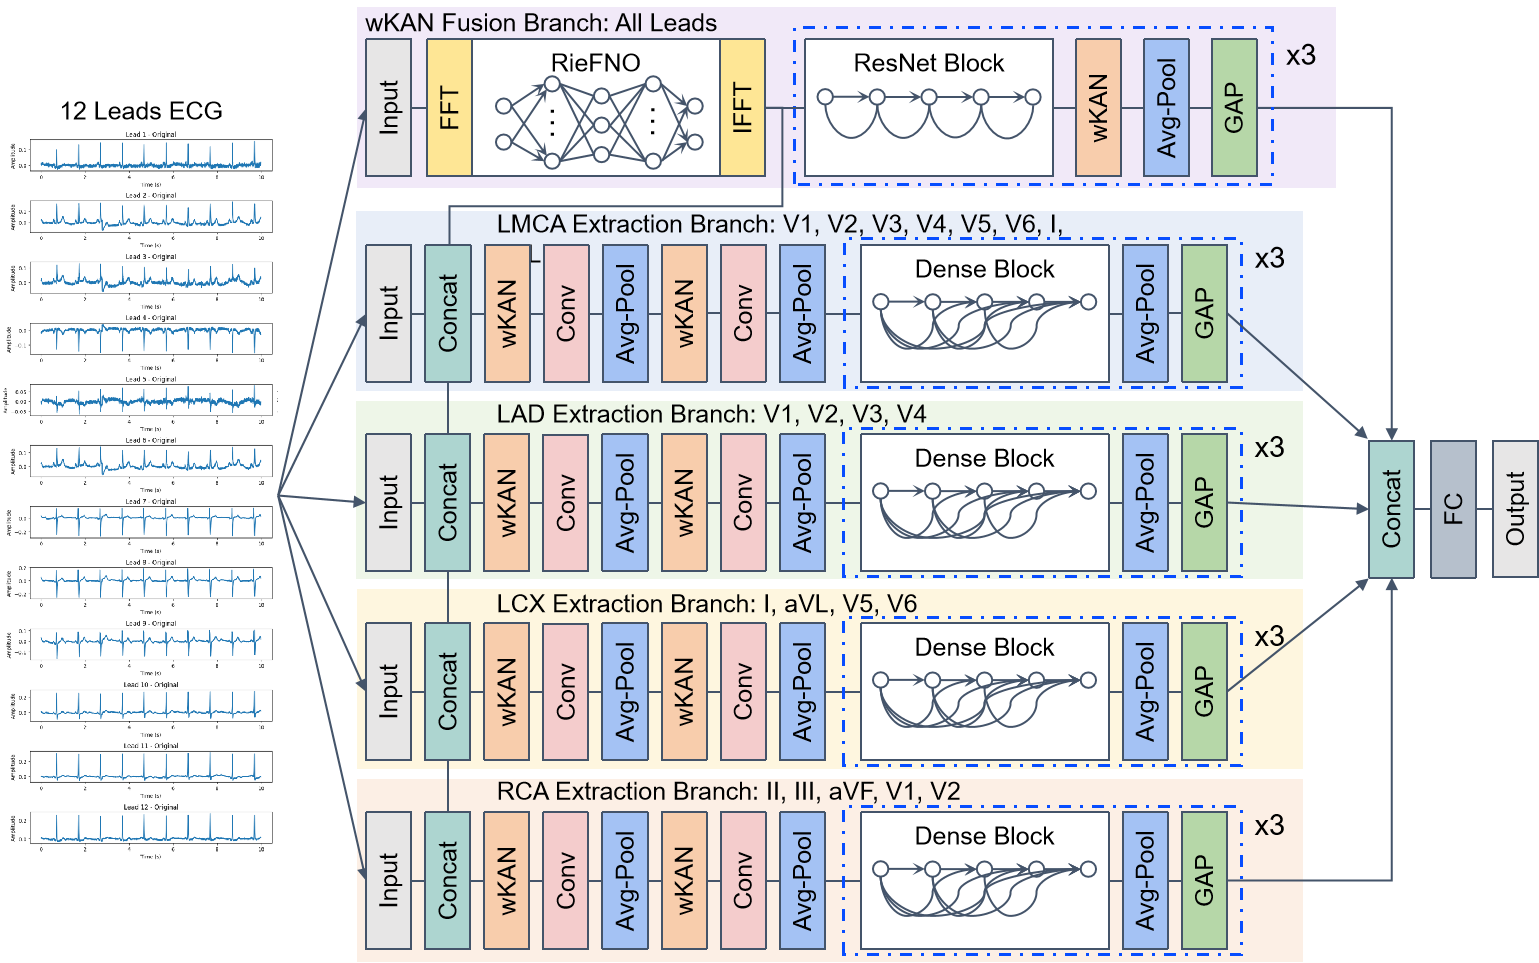 wKAN Fusion Branch: All Leads
Input
FFT
RieFNO
IFFT
ResNet Block
wKAN
Avg-Pool
GAP
x3
12 Leads ECG
Lead 1 - Original
Lead 2 - Original
Lead 3 - Original
Lead 4 - Original
Lead 5 - Original
Lead 6 - Original
Lead 7 - Original
Lead 8 - Original
Lead 9 - Original
Lead 10 - Original
Lead 11 - Original
Lead 12 - Original
Amplitude
Time (s)
LMCA Extraction Branch: V1, V2, V3, V4, V5, V6, I,
Input
Concat
wKAN
Conv
Avg-Pool
wKAN
Conv
Avg-Pool
Dense Block
Avg-Pool
GAP
x3
LAD Extraction Branch: V1, V2, V3, V4
Input
Concat
wKAN
Conv
Avg-Pool
wKAN
Conv
Avg-Pool
Dense Block
Avg-Pool
GAP
x3
LCX Extraction Branch: I, aVL, V5, V6
Input
Concat
wKAN
Conv
Avg-Pool
wKAN
Conv
Avg-Pool
Dense Block
Avg-Pool
GAP
x3
RCA Extraction Branch: II, III, aVF, V1, V2
Input
Concat
wKAN
Conv
Avg-Pool
wKAN
Conv
Avg-Pool
Dense Block
Avg-Pool
GAP
x3
Concat
FC
Output